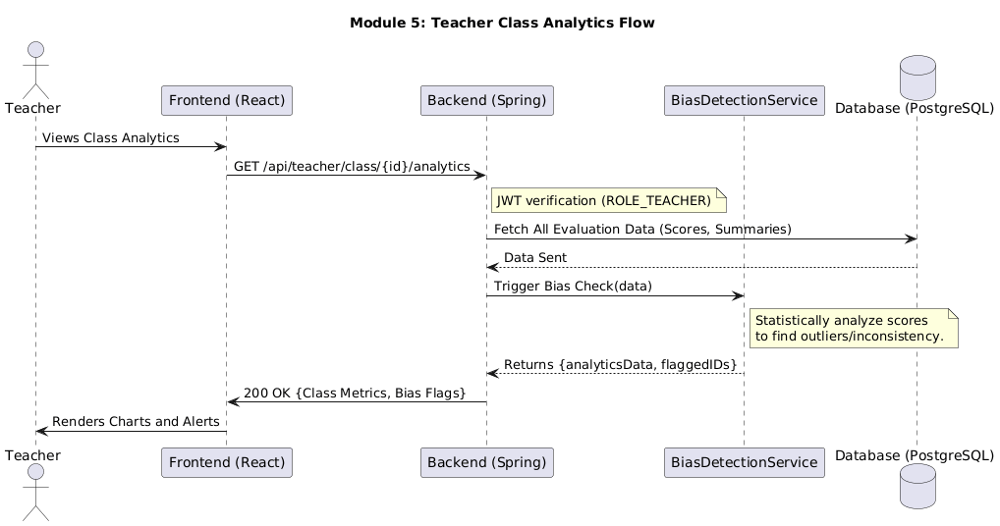 Module 5: Teacher Class Analytics Flow
Teacher
Frontend (React)
Backend (Spring)
BiasDetectionService
Database (PostgreSQL)
Views Class Analytics
GET /api/teacher/class/{id}/analytics
JWT verification (ROLE_TEACHER)
Fetch All Evaluation Data (Scores, Summaries)
Data Sent
Trigger Bias Check(data)
Statistically analyze scores
to find outliers/inconsistency.
Returns {analyticsData, flaggedIDs}
200 OK {Class Metrics, Bias Flags}
Renders Charts and Alerts
Teacher
Frontend (React)
Backend (Spring)
BiasDetectionService
Database (PostgreSQL)